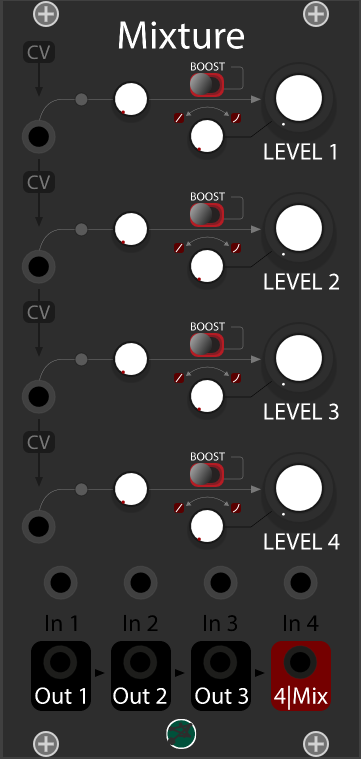 Mixture
CV
BOOST
LEVEL 1
CV
BOOST
LEVEL 2
CV
BOOST
LEVEL 3
CV
BOOST
LEVEL 4
In 1 In 2 In 3 In 4
Out 1 Out 2 Out 3 4|Mix